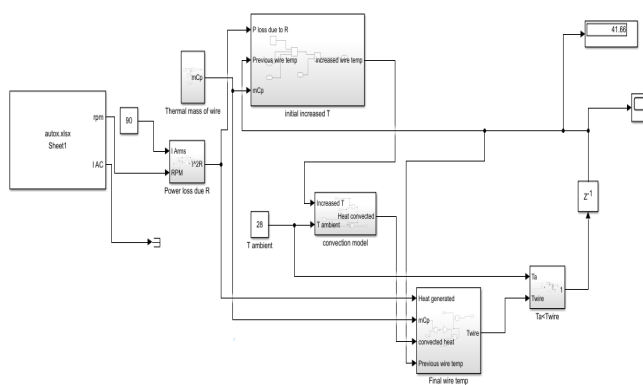 41.66
P loss due to R
Previous wire temp
Increased wire temp
mCp
initial increased T
mCp
Thermal mass of wire
autox.xlsx
Sheet1
rpm
I AC
90
I Arms
I^2R
RPM
Power loss due R
Increased T
Heat convected
T ambient
convection model
28
T ambient
Z-1
Ta
1
Twire
Ta<Twire
Heat generated
mCp
Twire
convected heat
Previous wire temp
Final wire temp